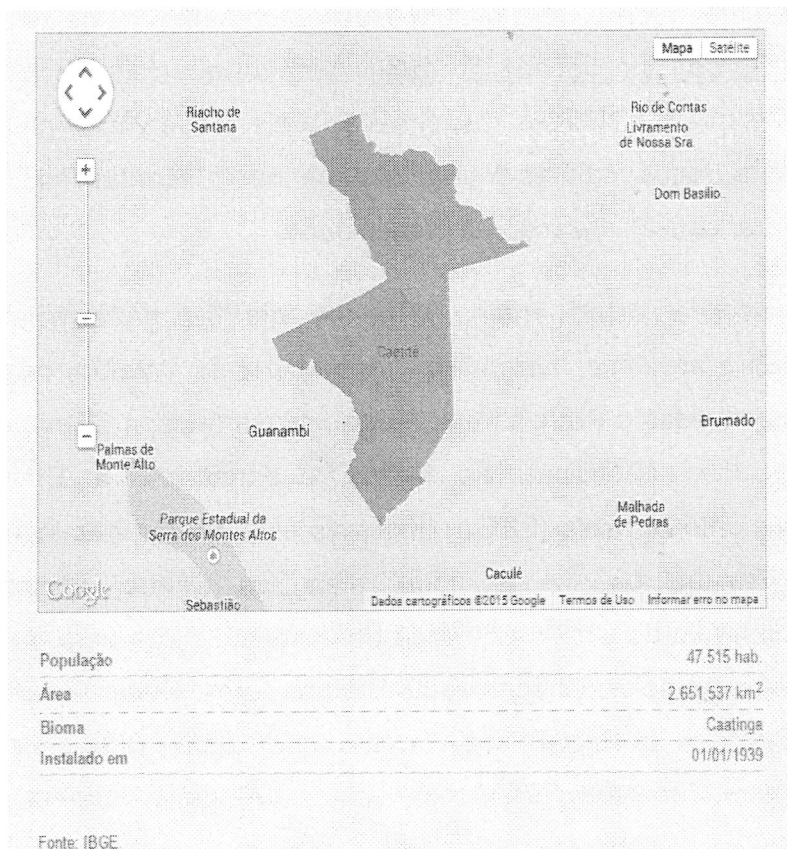 Mapa Satélite
Riacho de
Santana
Rio de Contas
Livramento
de Nossa Sra.
Dom Basílio
Caetité
Guanambi
Brumado
Palmas de
Monte Alto
Parque Estadual da
Serra dos Montes Altos
Malhada
de Pedras
Caculé
Google
Sebastião
Dados cartográficos ©2015 Google Termos de Uso Informar erro no mapa
População 47.515 hab.
Área 2.651,537 km²
Bioma Caatinga
Instalado em 01/01/1939
Fonte: IBGE.